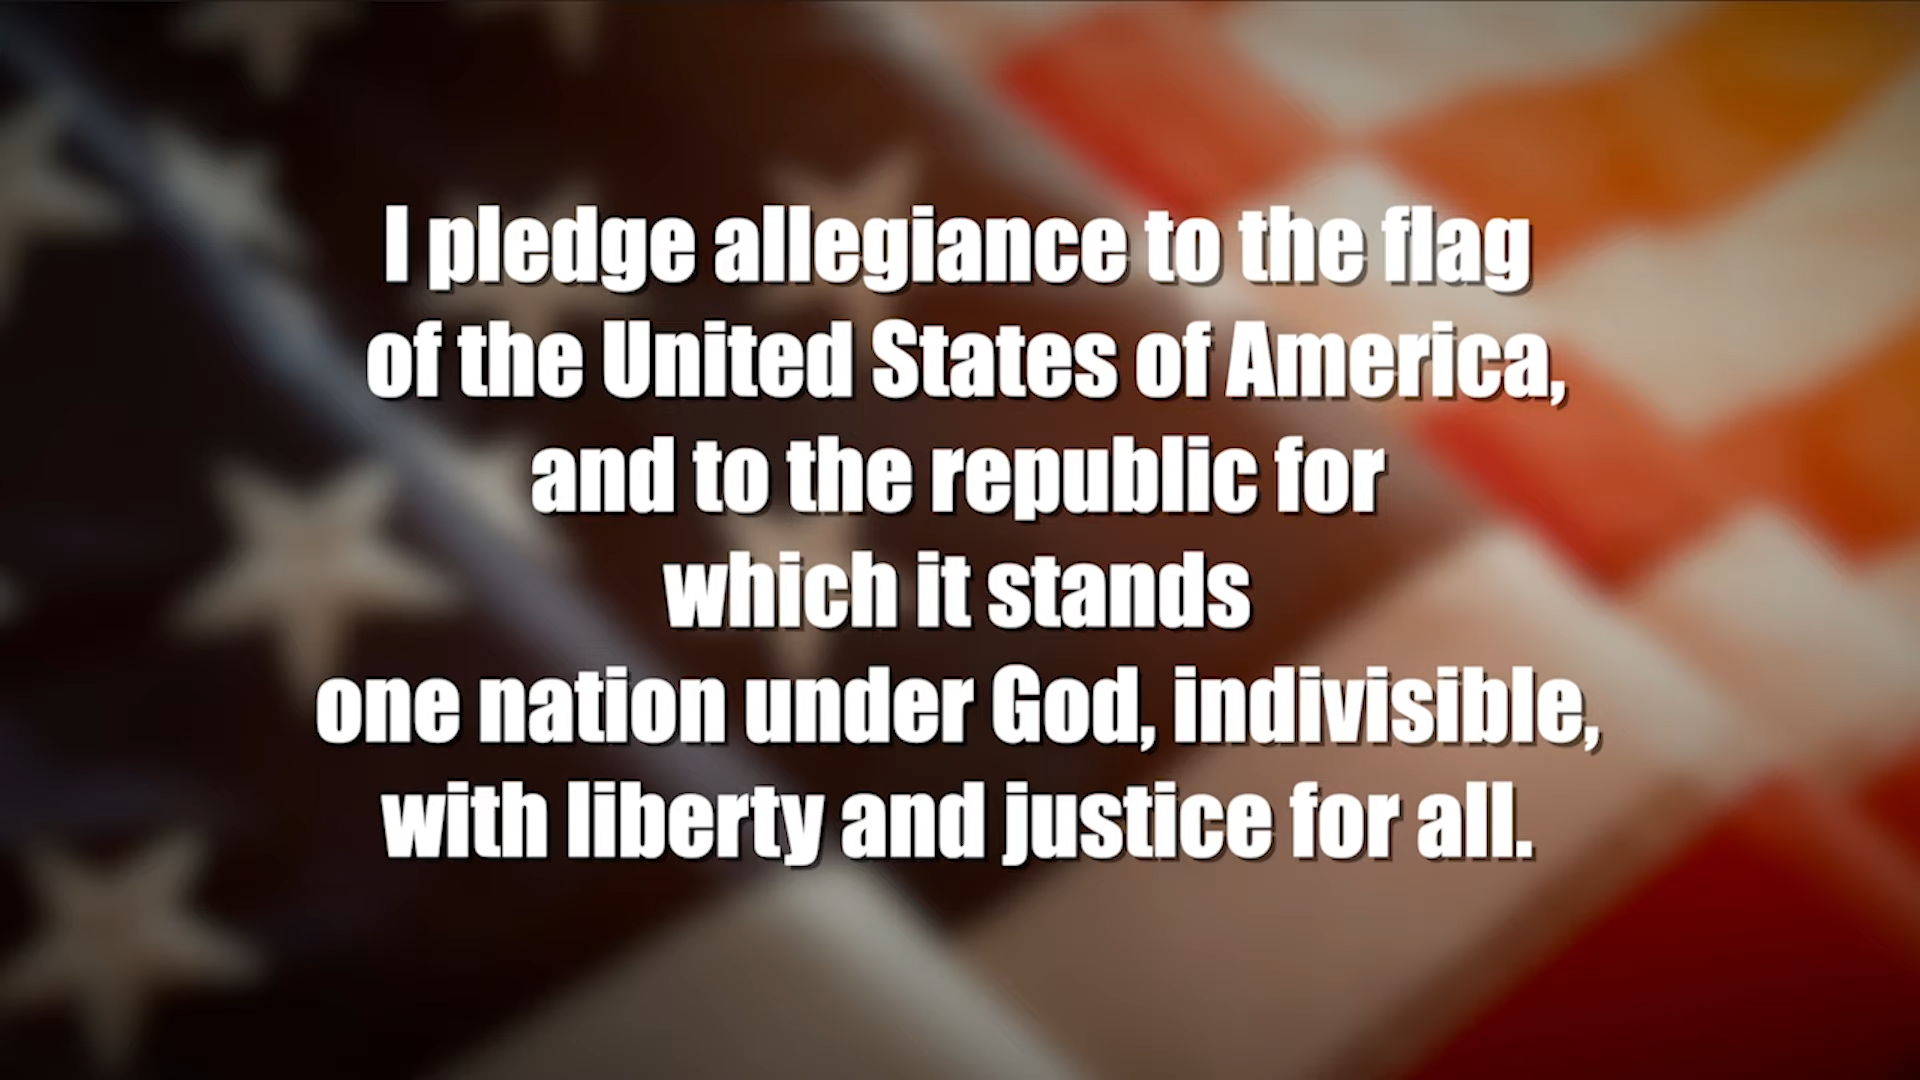 I pledge allegiance to the flag
of the United States of America,
and to the republic for
which it stands
one nation under God, indivisible,
with liberty and justice for all.